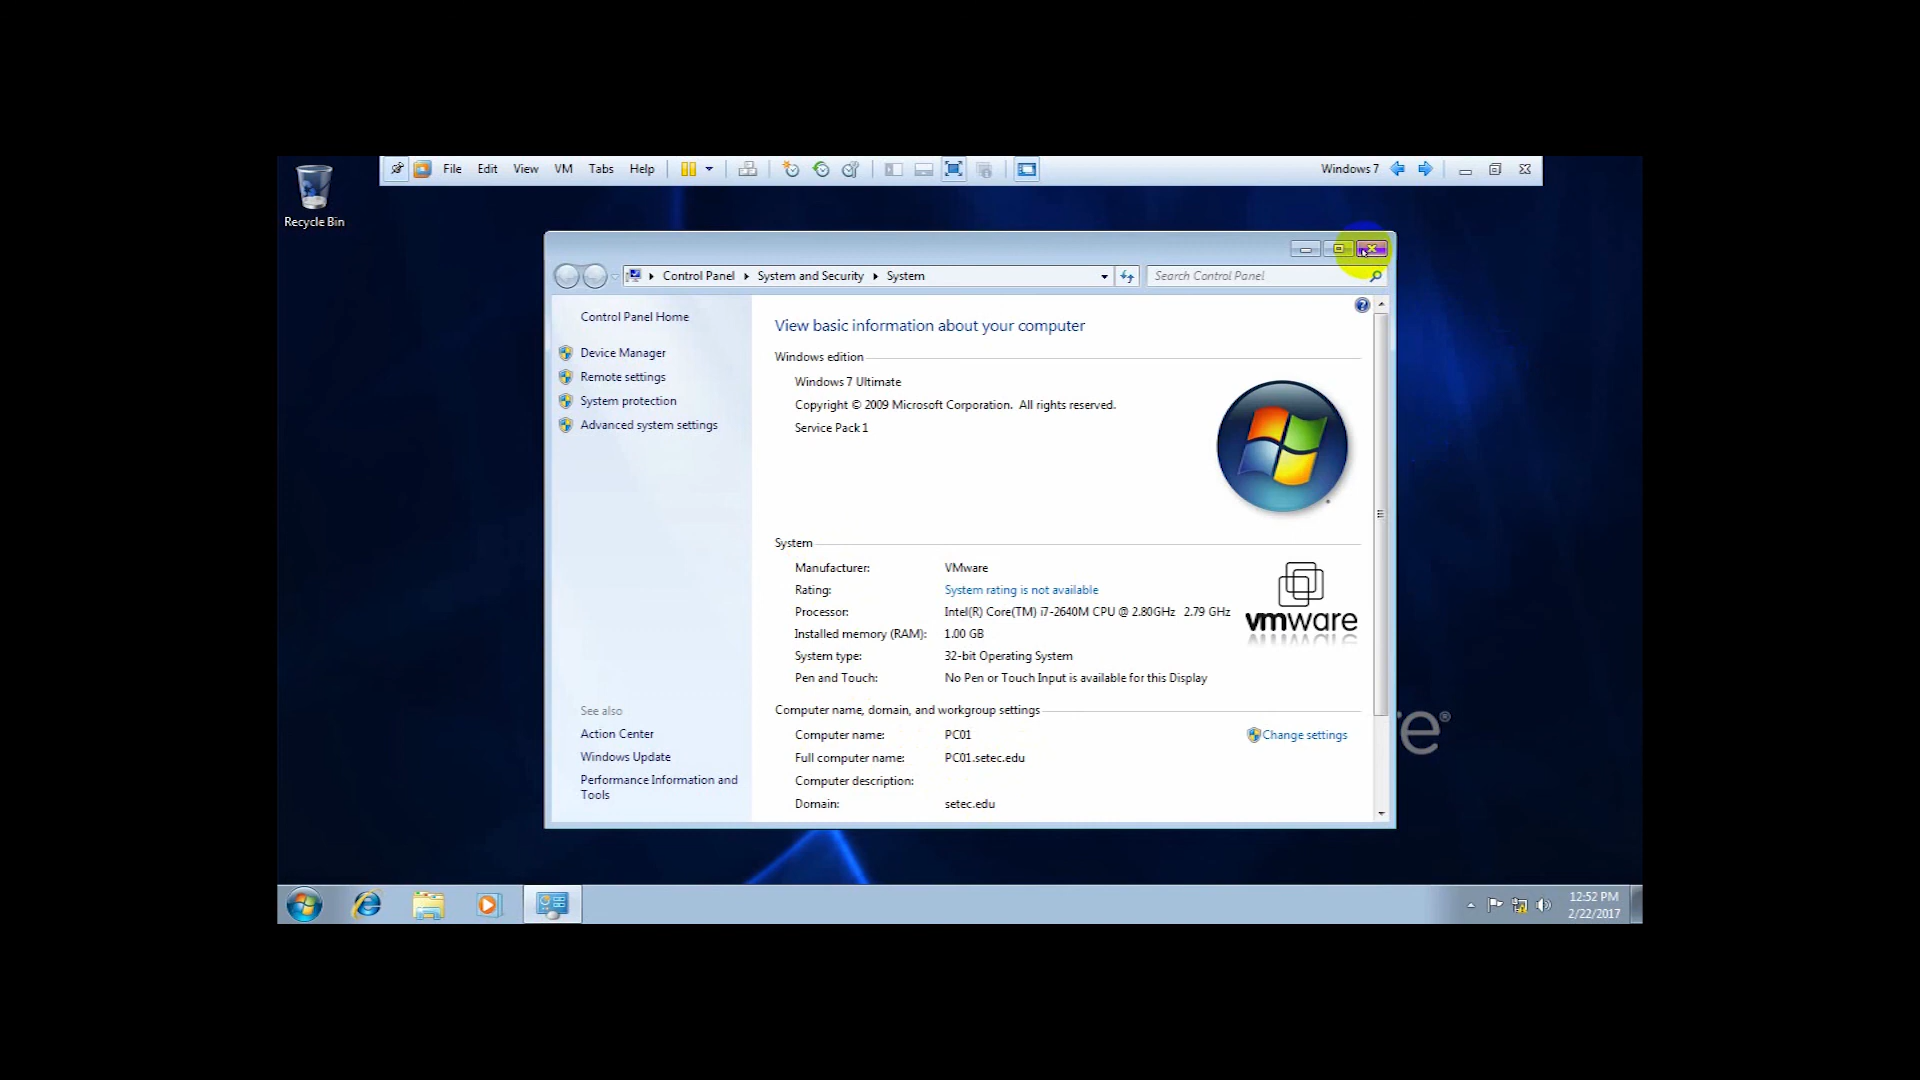 File Edit View VM Tabs Help Windows 7
Recycle Bin
Control Panel System and Security System Search Control Panel
Control Panel Home
Device Manager
Remote settings
System protection
Advanced system settings
See also
Action Center
Windows Update
Performance Information and
Tools
View basic information about your computer
Windows edition
Windows 7 Ultimate
Copyright © 2009 Microsoft Corporation. All rights reserved.
Service Pack 1
System
Manufacturer: VMware
Rating: System rating is not available
Processor: Intel(R) Core(TM) i7-2640M CPU @ 2.80GHz 2.79 GHz
Installed memory (RAM): 1.00 GB
System type: 32-bit Operating System
Pen and Touch: No Pen or Touch Input is available for this Display
vmware
Computer name, domain, and workgroup settings
Computer name: PC01 Change settings
Full computer name: PC01.setec.edu
Computer description:
Domain: setec.edu
e®
12:52 PM
2/22/2017